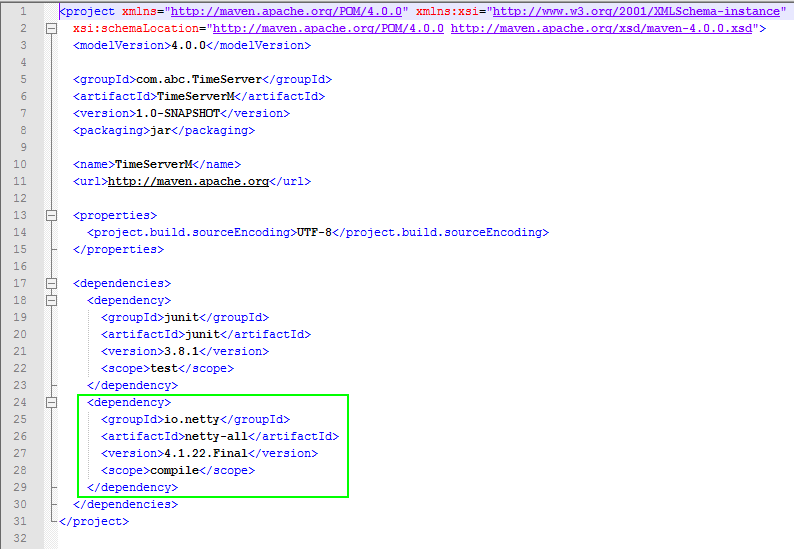 1 <project xmlns="http://maven.apache.org/POM/4.0.0" xmlns:xsi="http://www.w3.org/2001/XMLSchema-instance"
2 xsi:schemaLocation="http://maven.apache.org/POM/4.0.0 http://maven.apache.org/xsd/maven-4.0.0.xsd">
3 <modelVersion>4.0.0</modelVersion>
4
5 <groupId>com.abc.TimeServer</groupId>
6 <artifactId>TimeServerM</artifactId>
7 <version>1.0-SNAPSHOT</version>
8 <packaging>jar</packaging>
9
10 <name>TimeServerM</name>
11 <url>http://maven.apache.org</url>
12
13 <properties>
14 <project.build.sourceEncoding>UTF-8</project.build.sourceEncoding>
15 </properties>
16
17 <dependencies>
18 <dependency>
19 <groupId>junit</groupId>
20 <artifactId>junit</artifactId>
21 <version>3.8.1</version>
22 <scope>test</scope>
23 </dependency>
24 <dependency>
25 <groupId>io.netty</groupId>
26 <artifactId>netty-all</artifactId>
27 <version>4.1.22.Final</version>
28 <scope>compile</scope>
29 </dependency>
30 </dependencies>
31 </project>
32